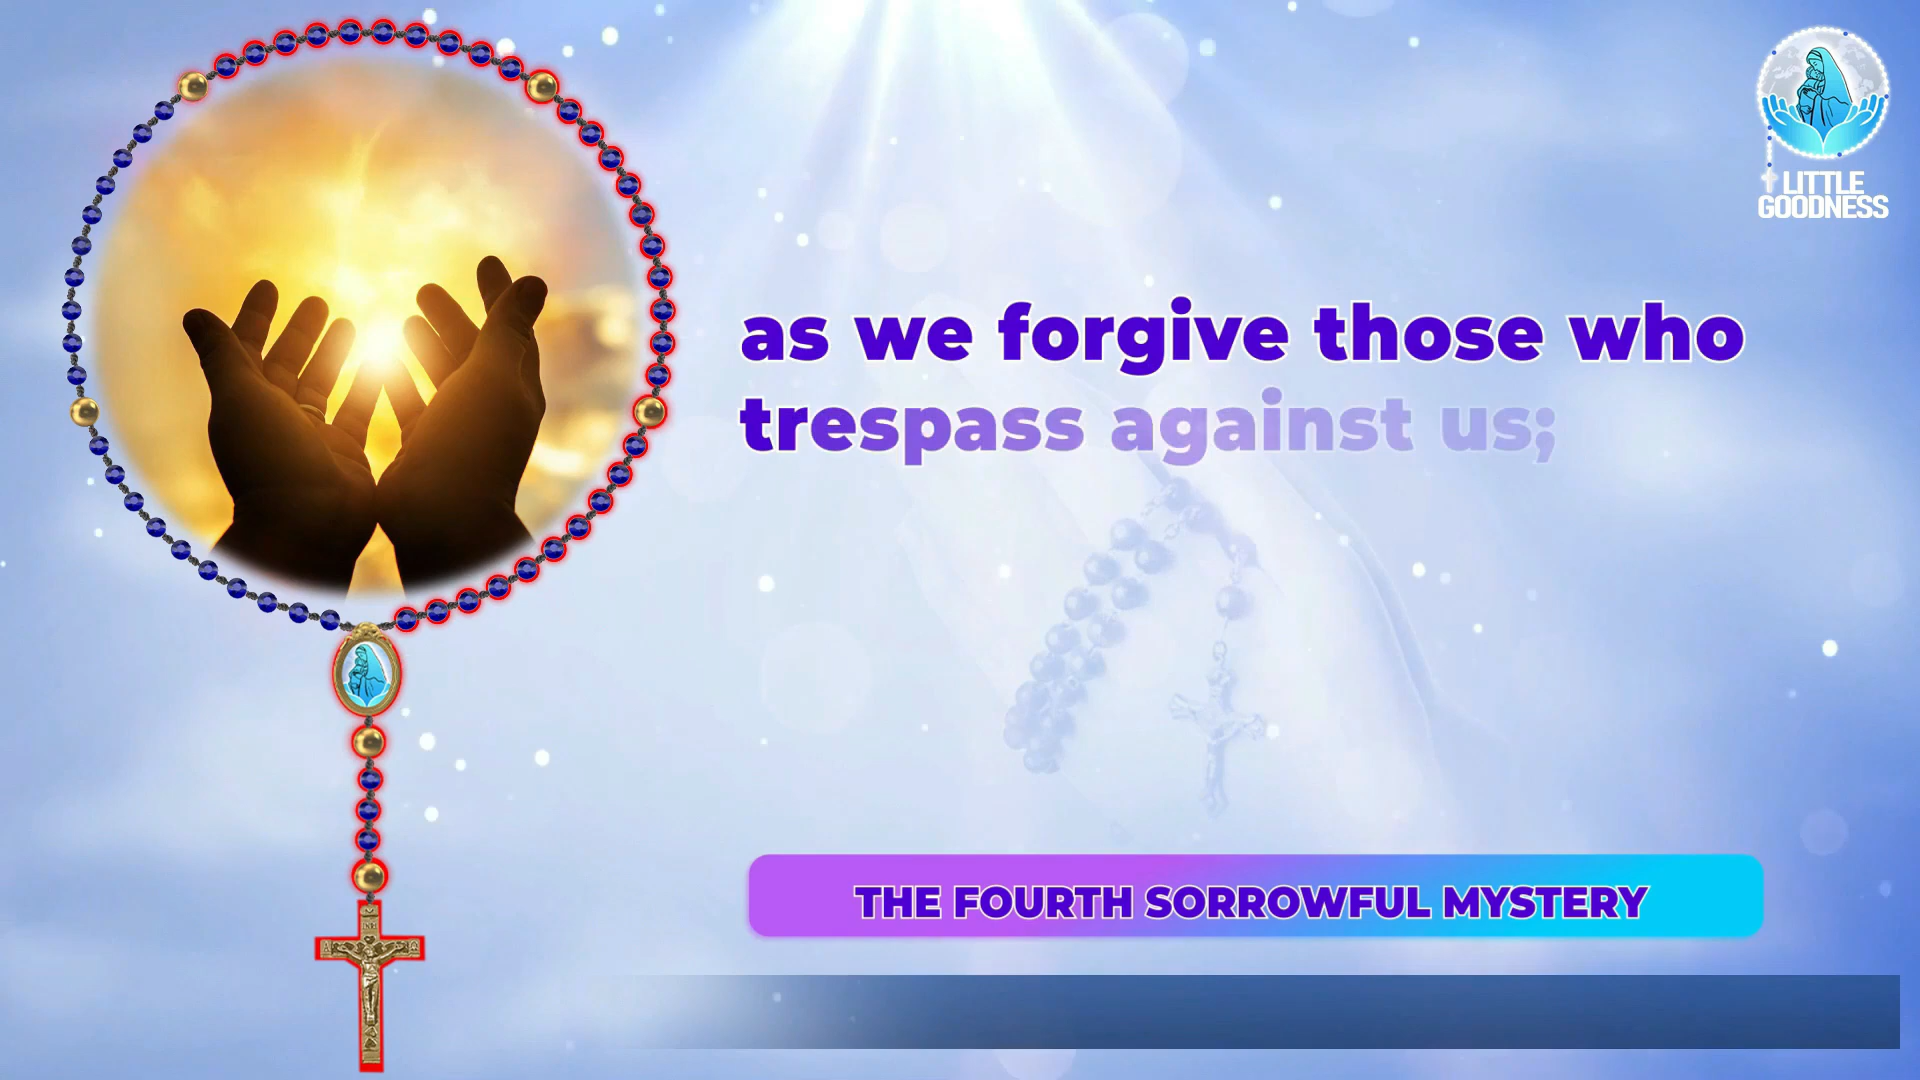 LITTLE
GOODNESS
as we forgive those who
trespass against us;
THE FOURTH SORROWFUL MYSTERY